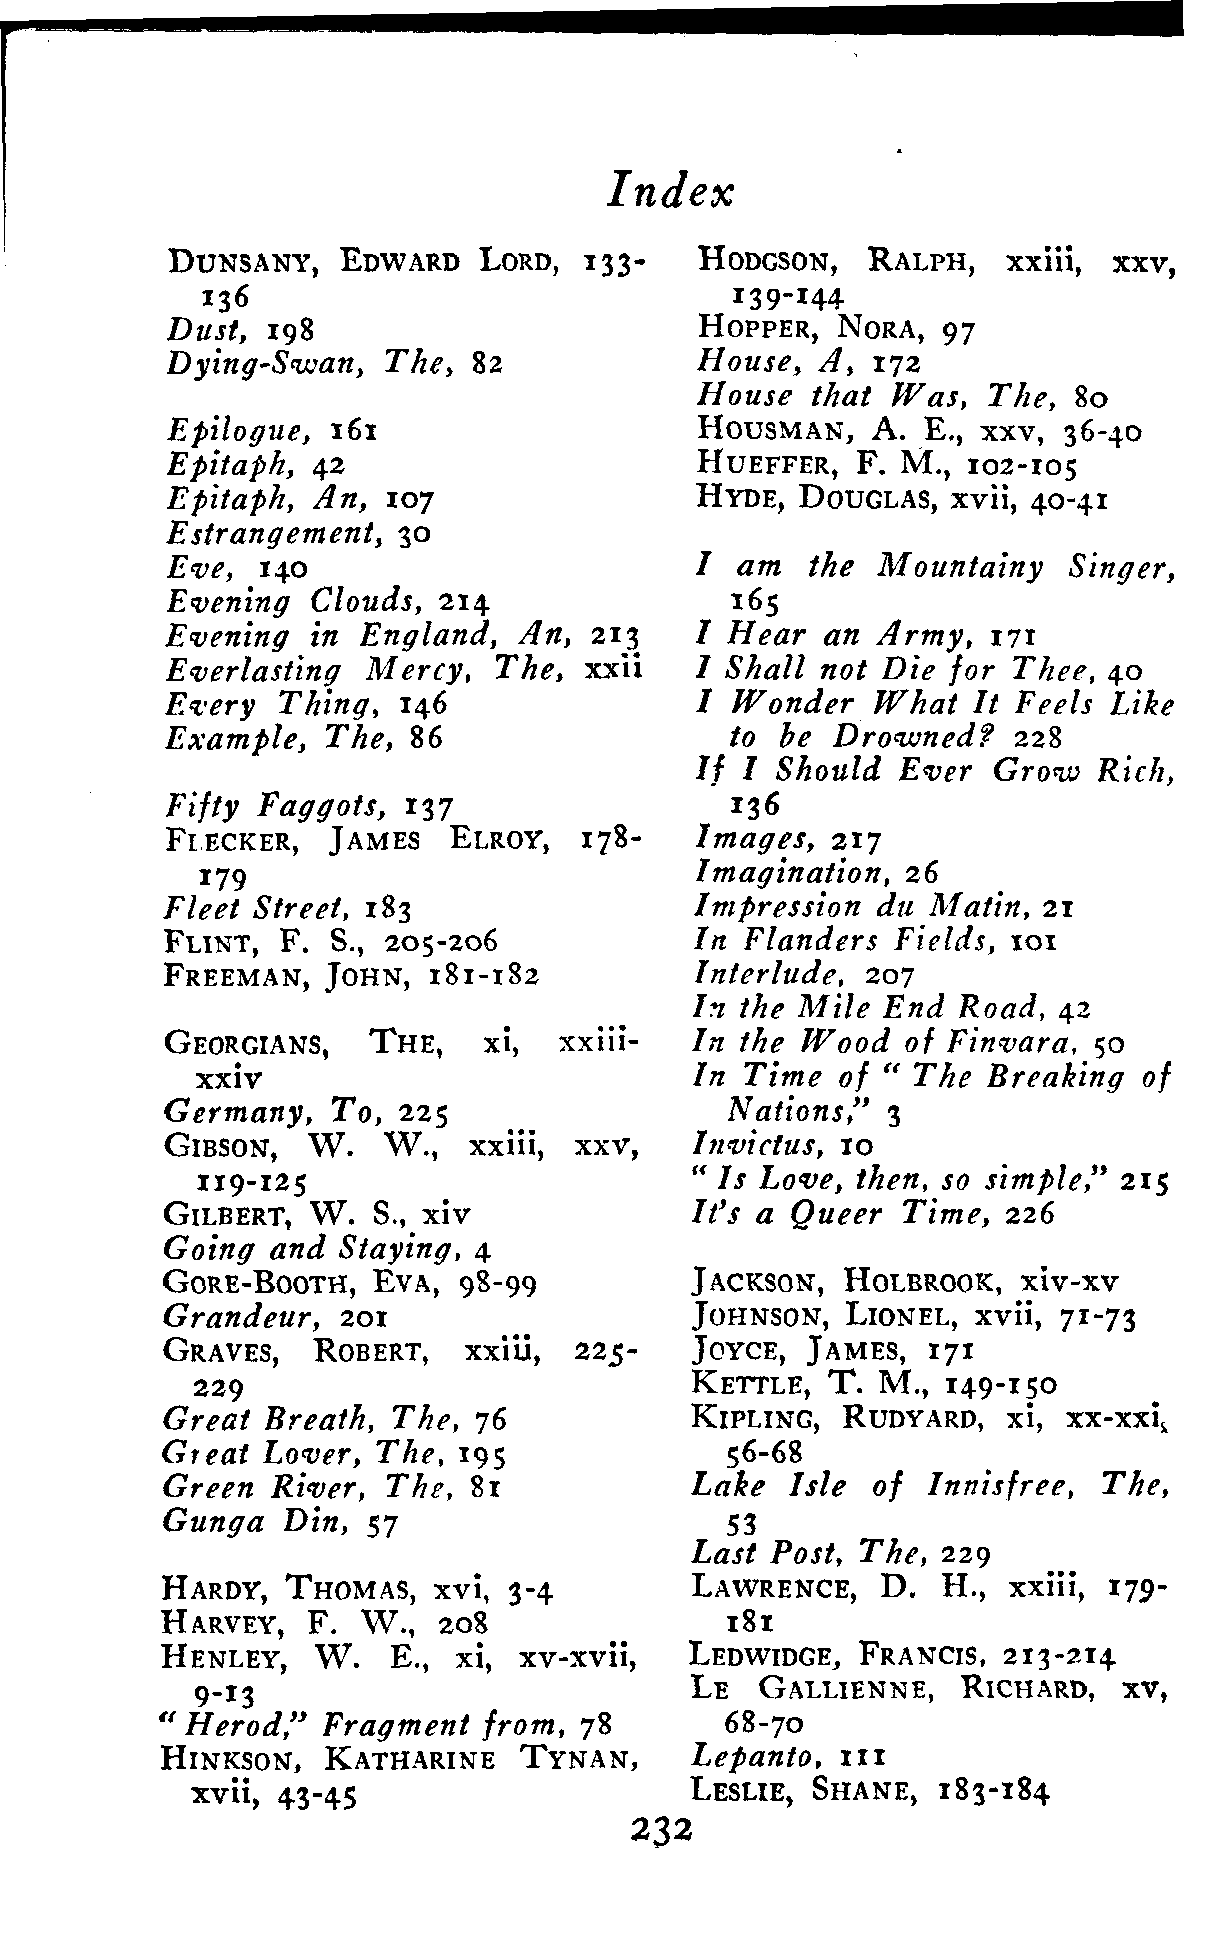 Index
DUNSANY, EDWARD LORD, 133-
136
Dust, 198
Dying-Swan, The, 82
Epilogue, 161
Epitaph, 42
Epitaph, An, 107
Estrangement, 30
Eve, 140
Evening Clouds, 214
Evening in England, An, 213
Everlasting Mercy, The, xxii
Every Thing, 146
Example, The, 86
Fifty Faggots, 137
FLECKER, JAMES ELROY, 178-
179
Fleet Street, 183
FLINT, F. S., 205-206
FREEMAN, JOHN, 181-182
GEORGIANS, THE, xi, xxiii-
xxiv
Germany, To, 225
GIBSON, W. W., xxiii, xxv,
119-125
GILBERT, W. S., xiv
Going and Staying, 4
GORE-BOOTH, EVA, 98-99
Grandeur, 201
GRAVES, ROBERT, xxiii, 225-
229
Great Breath, The, 76
Great Lover, The, 195
Green River, The, 81
Gunga Din, 57
HARDY, THOMAS, xvi, 3-4
HARVEY, F. W., 208
HENLEY, W. E., xi, xv-xvii,
9-13
"Herod," Fragment from, 78
HINKSON, KATHARINE TYNAN,
xvii, 43-45
HODGSON, RALPH, xxiii, xxv,
139-144
HOPPER, NORA, 97
House, A, 172
House that Was, The, 80
HOUSMAN, A. E., xxv, 36-40
HUEFFER, F. M., 102-105
HYDE, DOUGLAS, xvii, 40-41
I am the Mountainy Singer,
165
I Hear an Army, 171
I Shall not Die for Thee, 40
I Wonder What It Feels Like
to be Drowned? 228
If I Should Ever Grow Rich,
136
Images, 217
Imagination, 26
Impression du Matin, 21
In Flanders Fields, 101
Interlude, 207
In the Mile End Road, 42
In the Wood of Finvara, 50
In Time of "The Breaking of
Nations," 3
Invictus, 10
"Is Love, then, so simple," 215
It's a Queer Time, 226
JACKSON, HOLBROOK, xiv-xv
JOHNSON, LIONEL, xvii, 71-73
JOYCE, JAMES, 171
KETTLE, T. M., 149-150
KIPLING, RUDYARD, xi, xx-xxi,
56-68
Lake Isle of Innisfree, The,
53
Last Post, The, 229
LAWRENCE, D. H., xxiii, 179-
181
LEDWIDGE, FRANCIS, 213-214
LE GALLIENNE, RICHARD, xv,
68-70
Lepanto, 111
LESLIE, SHANE, 183-184
232